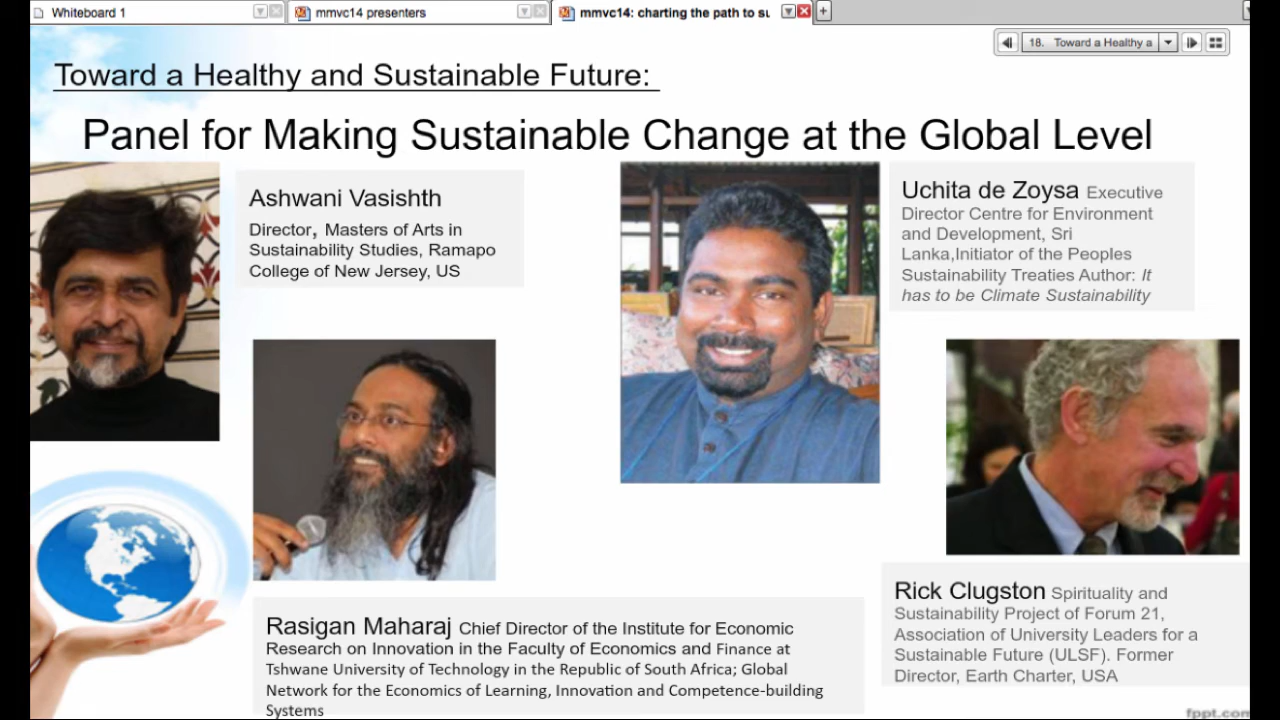 Whiteboard 1
mmvc14 presenters
mmvc14: charting the path to su
18. Toward a Healthy a
Toward a Healthy and Sustainable Future:
Panel for Making Sustainable Change at the Global Level
Ashwani Vasishth
Director, Masters of Arts in
Sustainability Studies, Ramapo
College of New Jersey, US
Uchita de Zoysa Executive
Director Centre for Environment
and Development, Sri
Lanka,Initiator of the Peoples
Sustainability Treaties Author: It
has to be Climate Sustainability
Rasigan Maharaj Chief Director of the Institute for Economic
Research on Innovation in the Faculty of Economics and Finance at
Tshwane University of Technology in the Republic of South Africa; Global
Network for the Economics of Learning, Innovation and Competence-building
Systems
Rick Clugston Spirituality and
Sustainability Project of Forum 21,
Association of University Leaders for a
Sustainable Future (ULSF). Former
Director, Earth Charter, USA
fppt.com